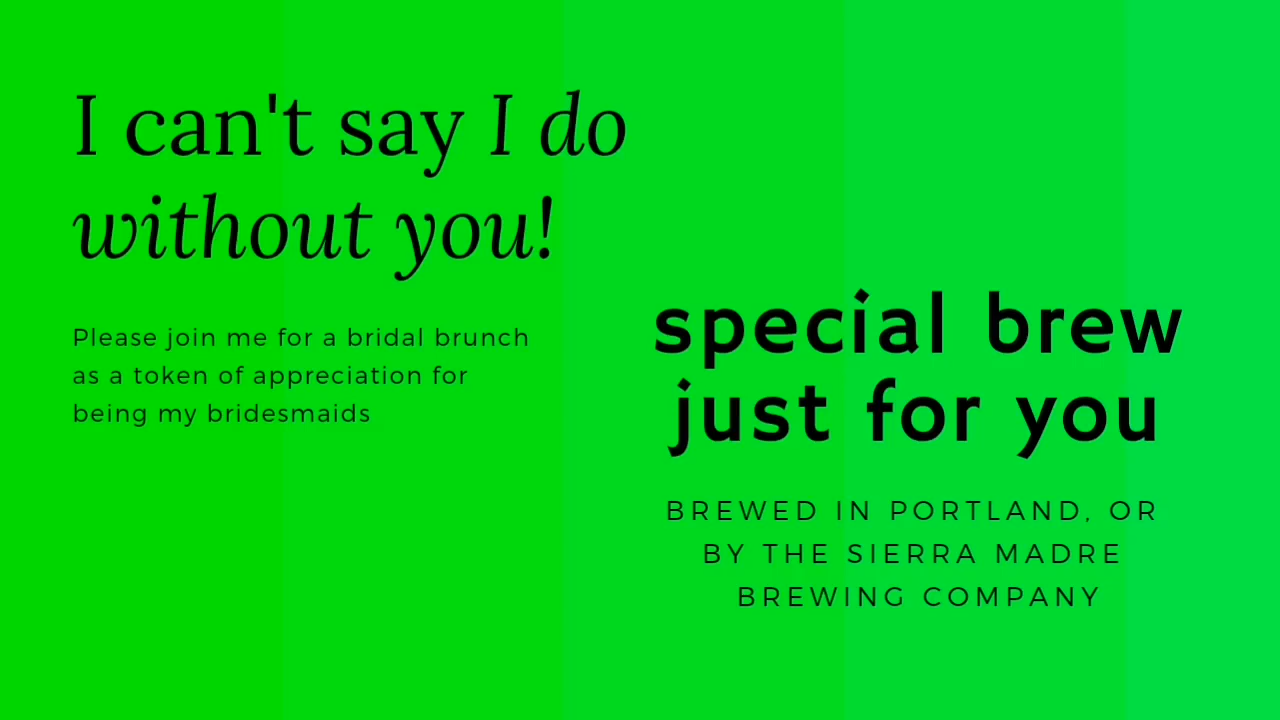 I can't say I do
without you!
Please join me for a bridal brunch
as a token of appreciation for
being my bridesmaids
special brew
just for you
BREWED IN PORTLAND, OR
BY THE SIERRA MADRE
BREWING COMPANY